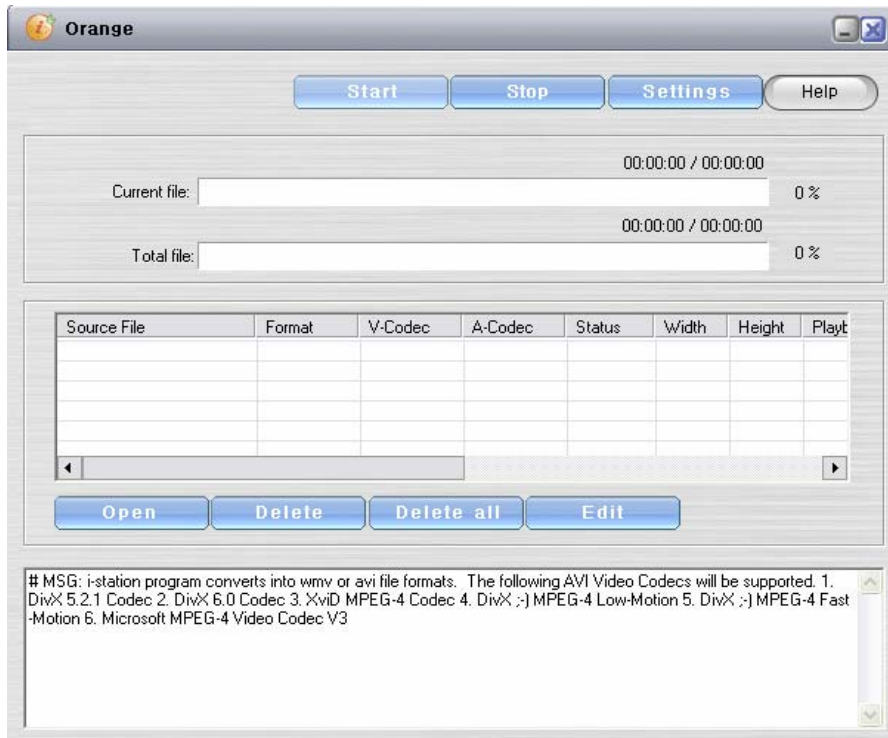 Orange
Start Stop Settings Help
00:00:00 / 00:00:00
Current file: 0 %
00:00:00 / 00:00:00
Total file: 0 %
Source File Format V-Codec A-Codec Status Width Height Playb
Open Delete Delete all Edit
# MSG: i-station program converts into wmv or avi file formats.  The following AVI Video Codecs will be supported. 1.
DivX 5.2.1 Codec 2. DivX 6.0 Codec 3. XviD MPEG-4 Codec 4. DivX ;-) MPEG-4 Low-Motion 5. DivX ;-) MPEG-4 Fast
-Motion 6. Microsoft MPEG-4 Video Codec V3